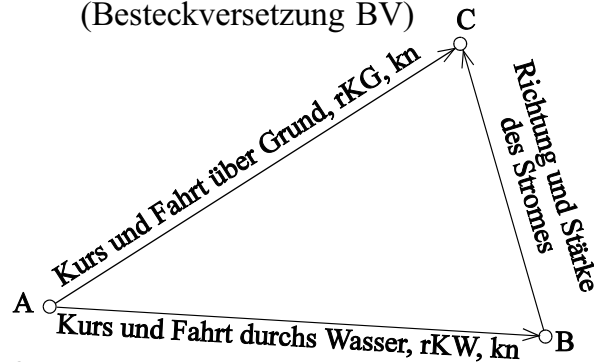 (Besteckversetzung BV)
C
Kurs und Fahrt über Grund, rKG, kn
Richtung und Stärke
des Stromes
A
Kurs und Fahrt durchs Wasser, rKW, kn
B